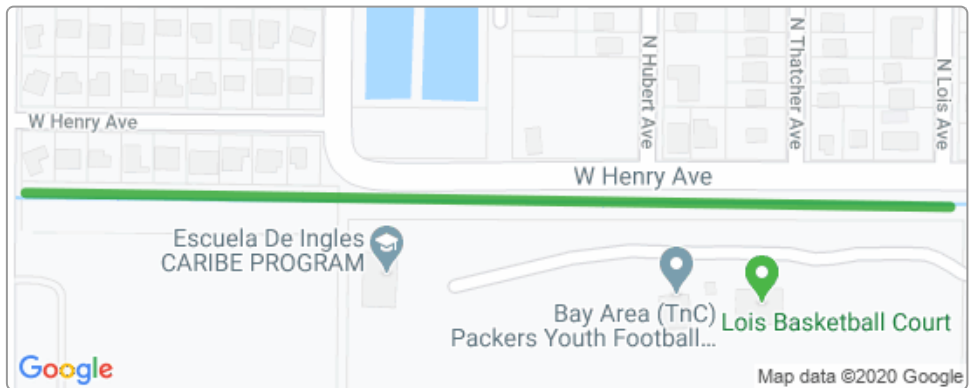 N Hubert Ave
N Thatcher Ave
N Lois Ave
W Henry Ave
W Henry Ave
Escuela De Ingles
CARIBE PROGRAM
Bay Area (TnC)
Packers Youth Football...
Lois Basketball Court
Google
Map data ©2020 Google